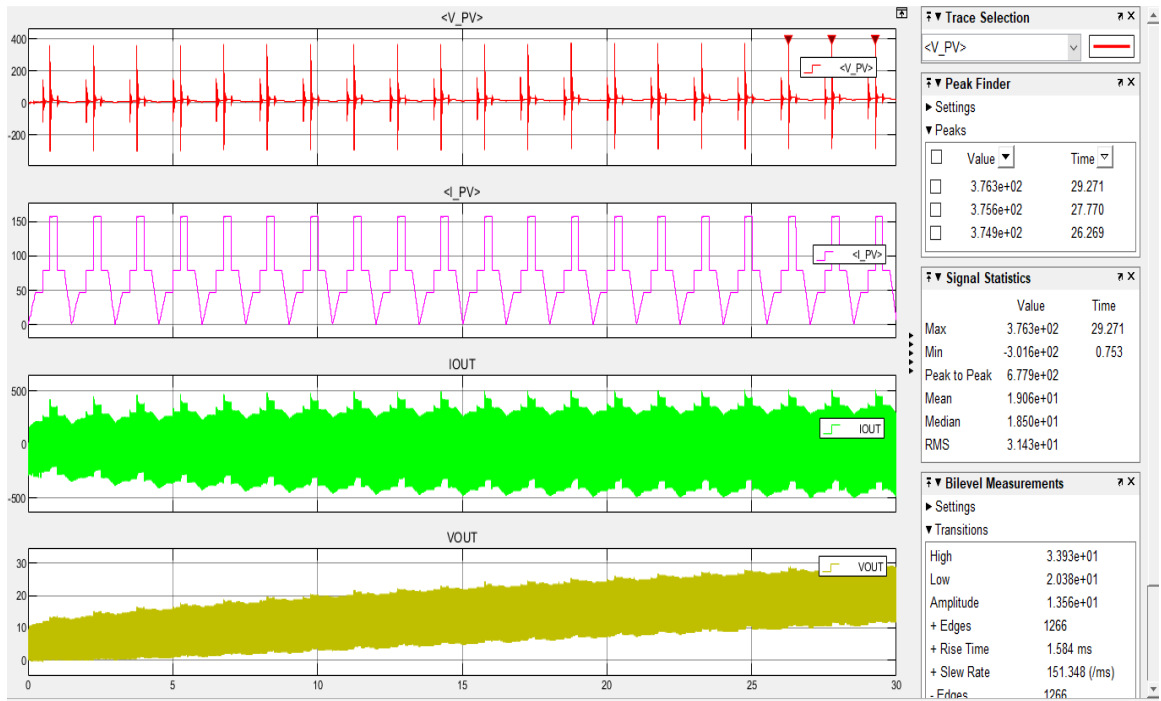 <V_PV>
400
200
0
-200
<V_PV>
<I_PV>
150
100
50
0
<I_PV>
IOUT
500
0
-500
IOUT
VOUT
30
20
10
0
VOUT
0 5 10 15 20 25 30
Trace Selection
<V_PV>
Peak Finder
Settings
Peaks
Value Time
3.763e+02 29.271
3.756e+02 27.770
3.749e+02 26.269
Signal Statistics
Value Time
Max 3.763e+02 29.271
Min -3.016e+02 0.753
Peak to Peak 6.779e+02
Mean 1.906e+01
Median 1.850e+01
RMS 3.143e+01
Bilevel Measurements
Settings
Transitions
High 3.393e+01
Low 2.038e+01
Amplitude 1.356e+01
+ Edges 1266
+ Rise Time 1.584 ms
+ Slew Rate 151.348 (/ms)
- Edges 1266